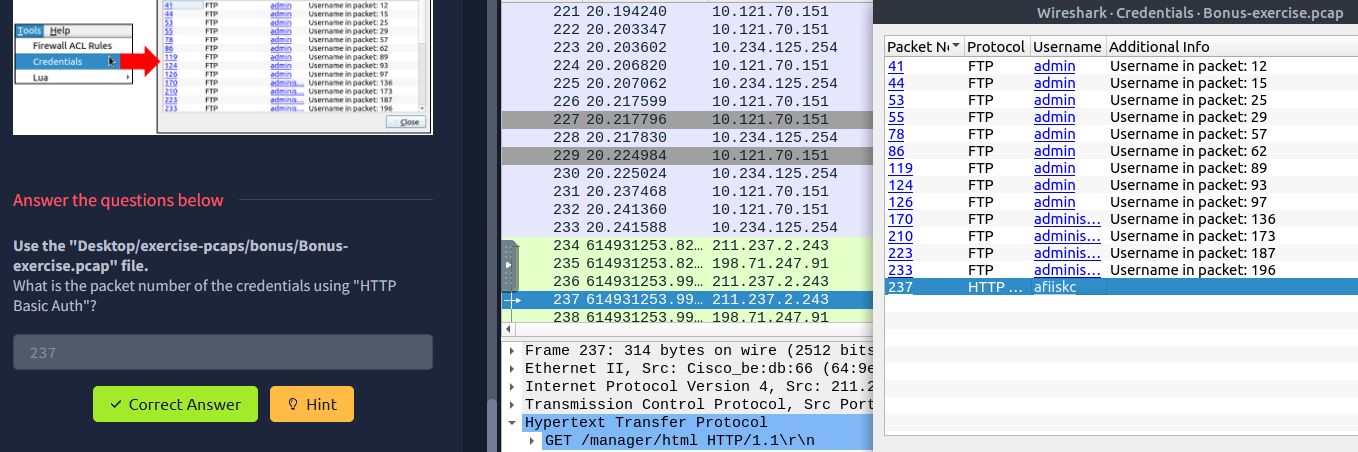 41 FTP admin Username in packet: 12
44 FTP admin Username in packet: 15
53 FTP admin Username in packet: 25
55 FTP admin Username in packet: 29
78 FTP admin Username in packet: 57
86 FTP admin Username in packet: 62
119 FTP admin Username in packet: 89
124 FTP admin Username in packet: 93
126 FTP admin Username in packet: 97
170 FTP adminis... Username in packet: 136
210 FTP adminis... Username in packet: 173
223 FTP adminis... Username in packet: 187
233 FTP adminis... Username in packet: 196
Close
Tools Help
Firewall ACL Rules
Credentials
Lua
Answer the questions below
Use the "Desktop/exercise-pcaps/bonus/Bonus-
exercise.pcap" file.
What is the packet number of the credentials using "HTTP
Basic Auth"?
237
Correct Answer
Hint
221 20.194240 10.121.70.151
222 20.203347 10.121.70.151
223 20.203602 10.234.125.254
224 20.206820 10.121.70.151
225 20.207062 10.234.125.254
226 20.217599 10.121.70.151
227 20.217796 10.121.70.151
228 20.217830 10.234.125.254
229 20.224984 10.121.70.151
230 20.225024 10.234.125.254
231 20.237468 10.121.70.151
232 20.241360 10.121.70.151
233 20.241588 10.234.125.254
234 614931253.82… 211.237.2.243
235 614931253.82… 198.71.247.91
236 614931253.99… 211.237.2.243
237 614931253.99… 211.237.2.243
238 614931253.99… 198.71.247.91
Frame 237: 314 bytes on wire (2512 bits
Ethernet II, Src: Cisco_be:db:66 (64:9e
Internet Protocol Version 4, Src: 211.2
Transmission Control Protocol, Src Port
Hypertext Transfer Protocol
GET /manager/html HTTP/1.1\r\n
Wireshark · Credentials · Bonus-exercise.pcap
Packet No Protocol Username Additional Info
41 FTP admin Username in packet: 12
44 FTP admin Username in packet: 15
53 FTP admin Username in packet: 25
55 FTP admin Username in packet: 29
78 FTP admin Username in packet: 57
86 FTP admin Username in packet: 62
119 FTP admin Username in packet: 89
124 FTP admin Username in packet: 93
126 FTP admin Username in packet: 97
170 FTP adminis… Username in packet: 136
210 FTP adminis… Username in packet: 173
223 FTP adminis… Username in packet: 187
233 FTP adminis… Username in packet: 196
237 HTTP … afiiskc